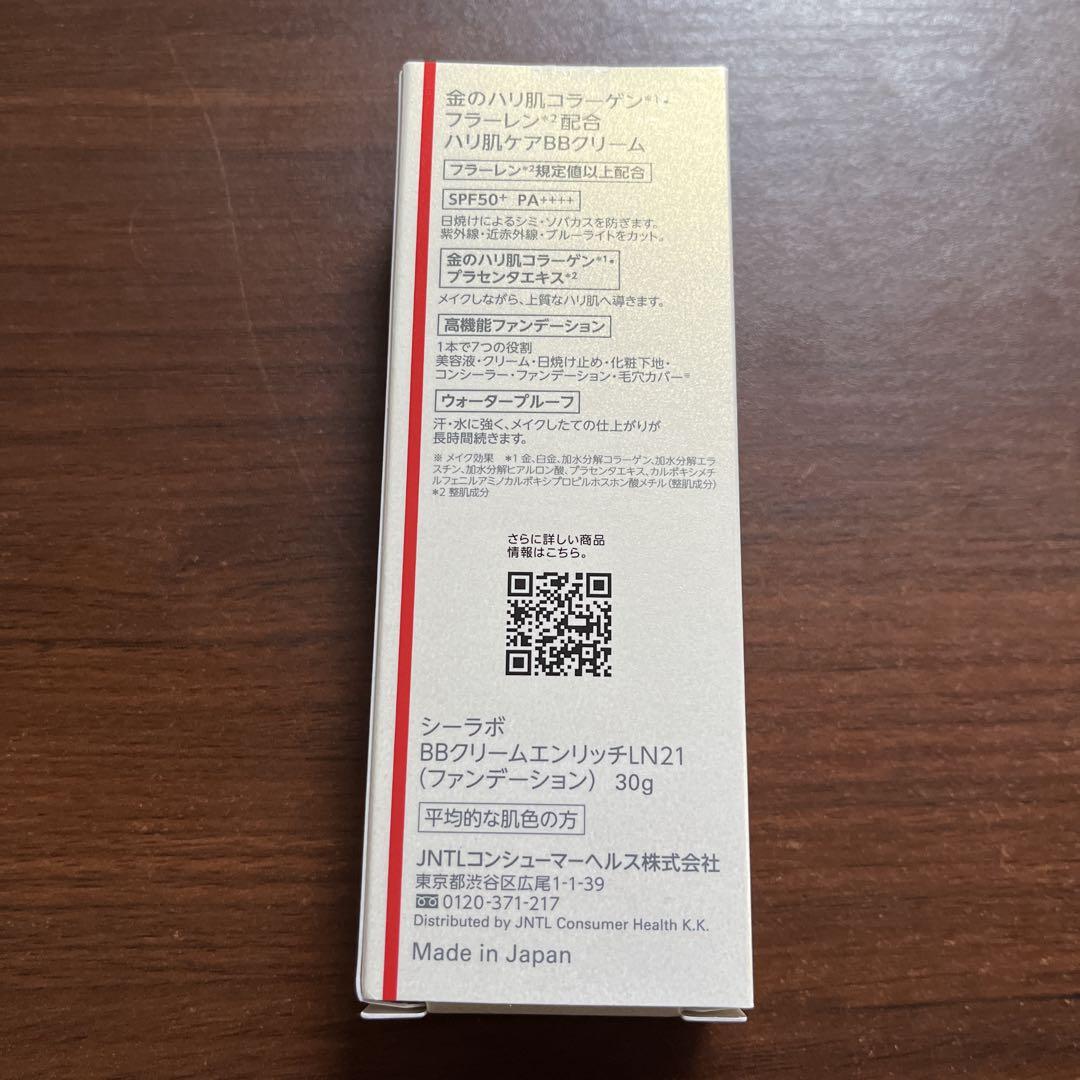 金のハリ肌コラーゲン*1・
フラーレン*2配合
ハリ肌ケアBBクリーム
フラーレン*2規定値以上配合
SPF50+ PA++++
日焼けによるシミ・ソバカスを防ぎます。
紫外線・近赤外線・ブルーライトをカット。
金のハリ肌コラーゲン*1・
プラセンタエキス*2
メイクしながら、上質なハリ肌へ導きます。
高機能ファンデーション
1本で7つの役割
美容液・クリーム・日焼け止め・化粧下地・
コンシーラー・ファンデーション・毛穴カバー※
ウォータープルーフ
汗・水に強く、メイクしたての仕上がりが
長時間続きます。
※ メイク効果 *1 金、白金、加水分解コラーゲン、加水分解エラ
スチン、加水分解ヒアルロン酸、プラセンタエキス、カルボキシメチ
ルフェニルアミノカルボキシプロピルホスホン酸メチル（整肌成分）
*2 整肌成分
さらに詳しい商品
情報はこちら。
シーラボ
BBクリームエンリッチLN21
（ファンデーション） 30g
平均的な肌色の方
JNTLコンシューマーヘルス株式会社
東京都渋谷区広尾1-1-39
0120-371-217
Distributed by JNTL Consumer Health K.K.
Made in Japan